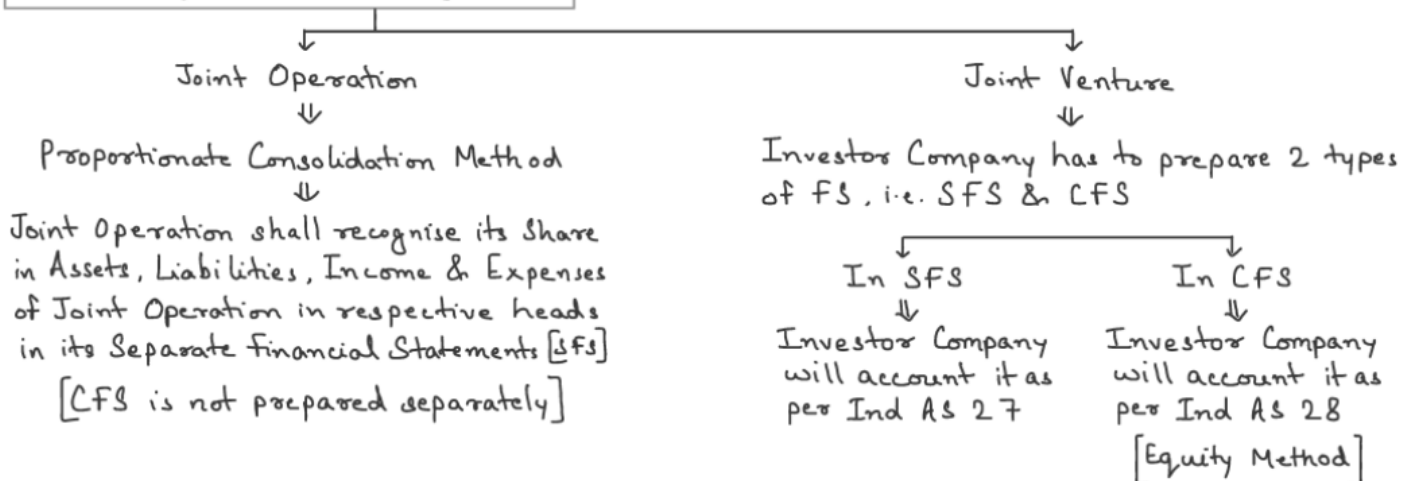 Joint Operation
Proportionate Consolidation Method
Joint Operation shall recognise its Share
in Assets, Liabilities, Income & Expenses
of Joint Operation in respective heads
in its Separate Financial Statements [SFS]
[CFS is not prepared separately]
Joint Venture
Investor Company has to prepare 2 types
of FS, i.e. SFS & CFS
In SFS
Investor Company
will account it as
per Ind AS 27
In CFS
Investor Company
will account it as
per Ind AS 28
[Equity Method]